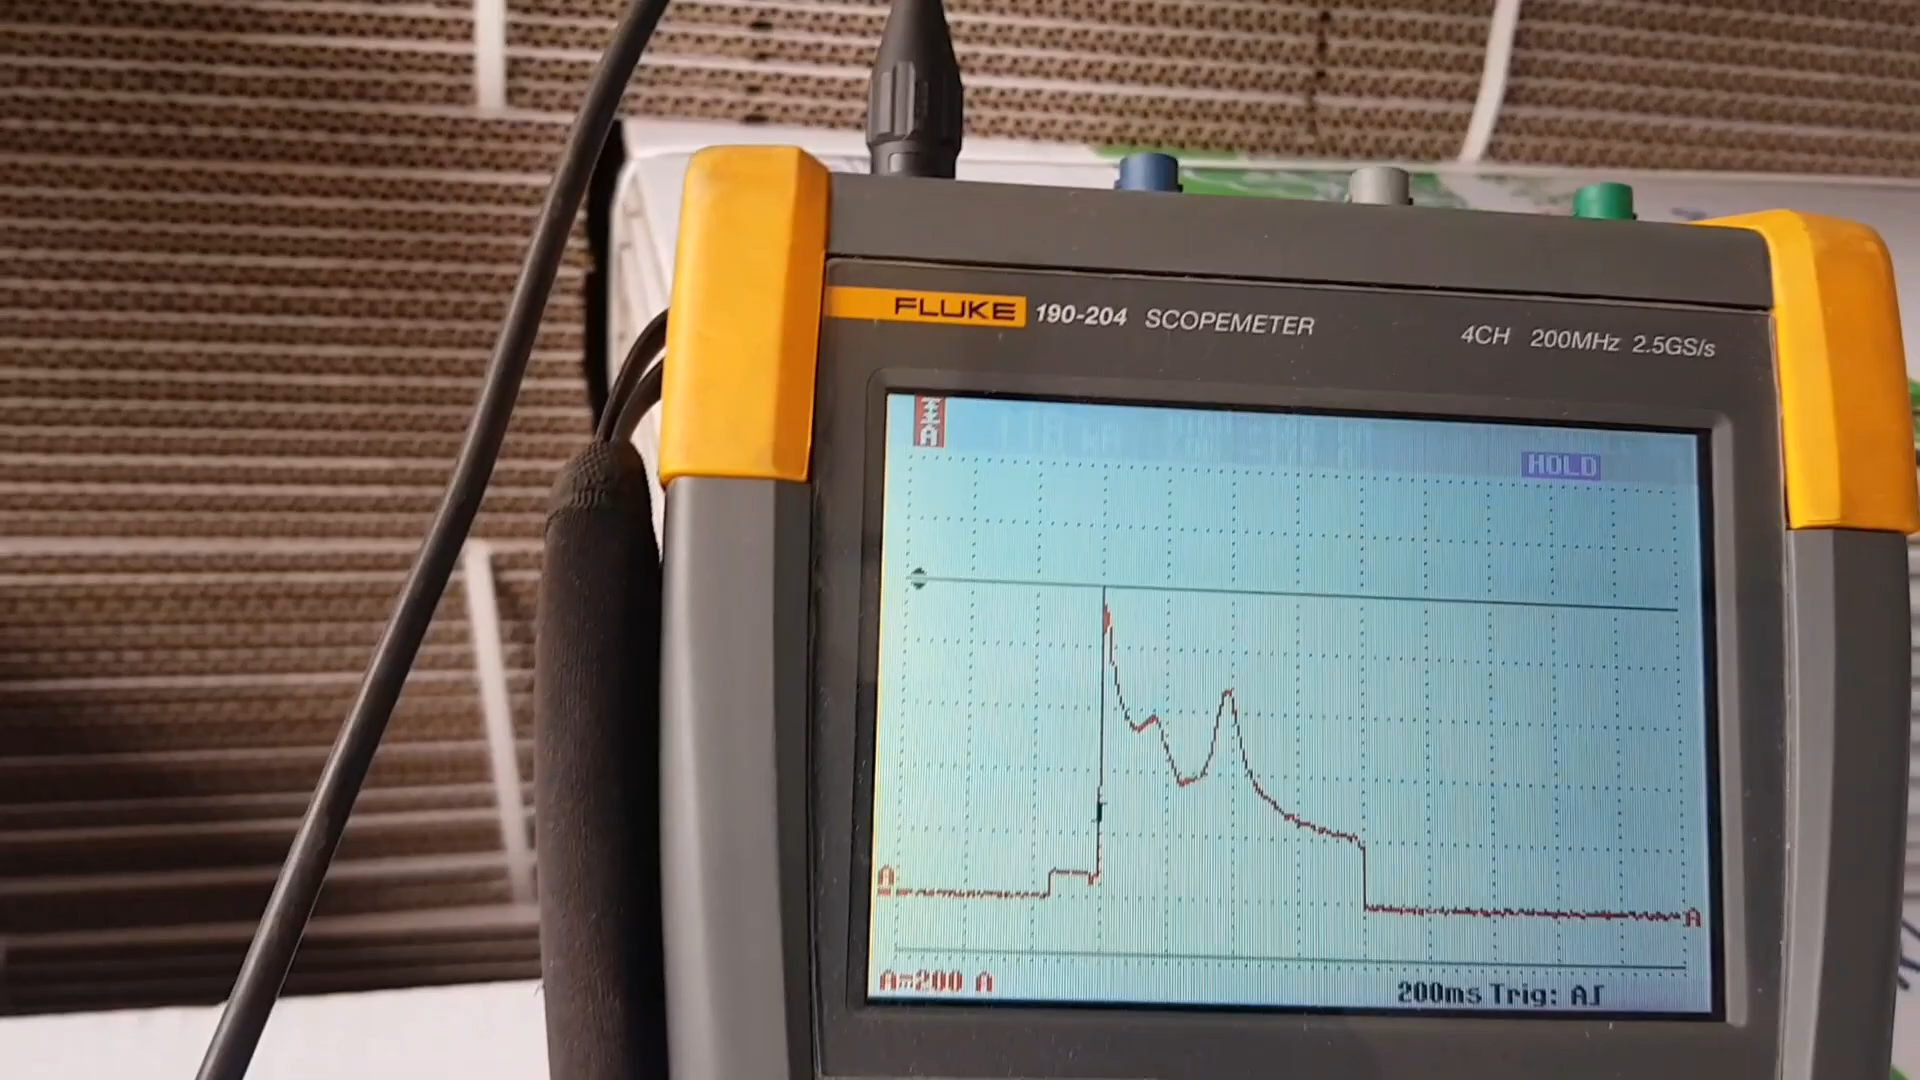 FLUKE 190-204 SCOPEMETER 4CH 200MHz 2.5GS/s
A
HOLD
A
A
A=200 A 200ms Trig: A